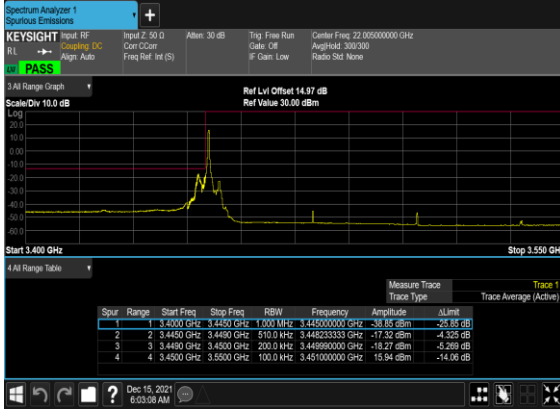 Spectrum Analyzer 1
Spurious Emissions
+
KEYSIGHT Input: RF Input Z: 50 Ω Atten: 30 dB Trig: Free Run Center Freq: 22.005000000 GHz
RL Coupling: DC Corr CCorr Gate: Off Avg|Hold: 300/300
Align: Auto Freq Ref: Int (S) IF Gain: Low Radio Std: None
PASS
3 All Range Graph
Ref Lvl Offset 14.97 dB
Scale/Div 10.0 dB Ref Value 30.00 dBm
Log
20.0
10.0
0.00
-10.0
-20.0
-30.0
-40.0
-50.0
-60.0
Start 3.400 GHz Stop 3.550 GH
4 All Range Table
Measure Trace Trace 1
Trace Type Trace Average (Active)
Spur Range Start Freq Stop Freq RBW Frequency Amplitude ΔLimit
1 1 3.4000 GHz 3.4450 GHz 1.000 MHz 3.445000000 GHz -38.85 dBm -25.85 dB
2 2 3.4450 GHz 3.4490 GHz 510.0 kHz 3.448233333 GHz -17.32 dBm -4.325 dB
3 3 3.4490 GHz 3.4500 GHz 200.0 kHz 3.449990000 GHz -18.27 dBm -5.269 dB
4 4 3.4500 GHz 3.5500 GHz 100.0 kHz 3.451000000 GHz 15.94 dBm -14.06 dB
?
Dec 15, 2021
6:03:08 AM